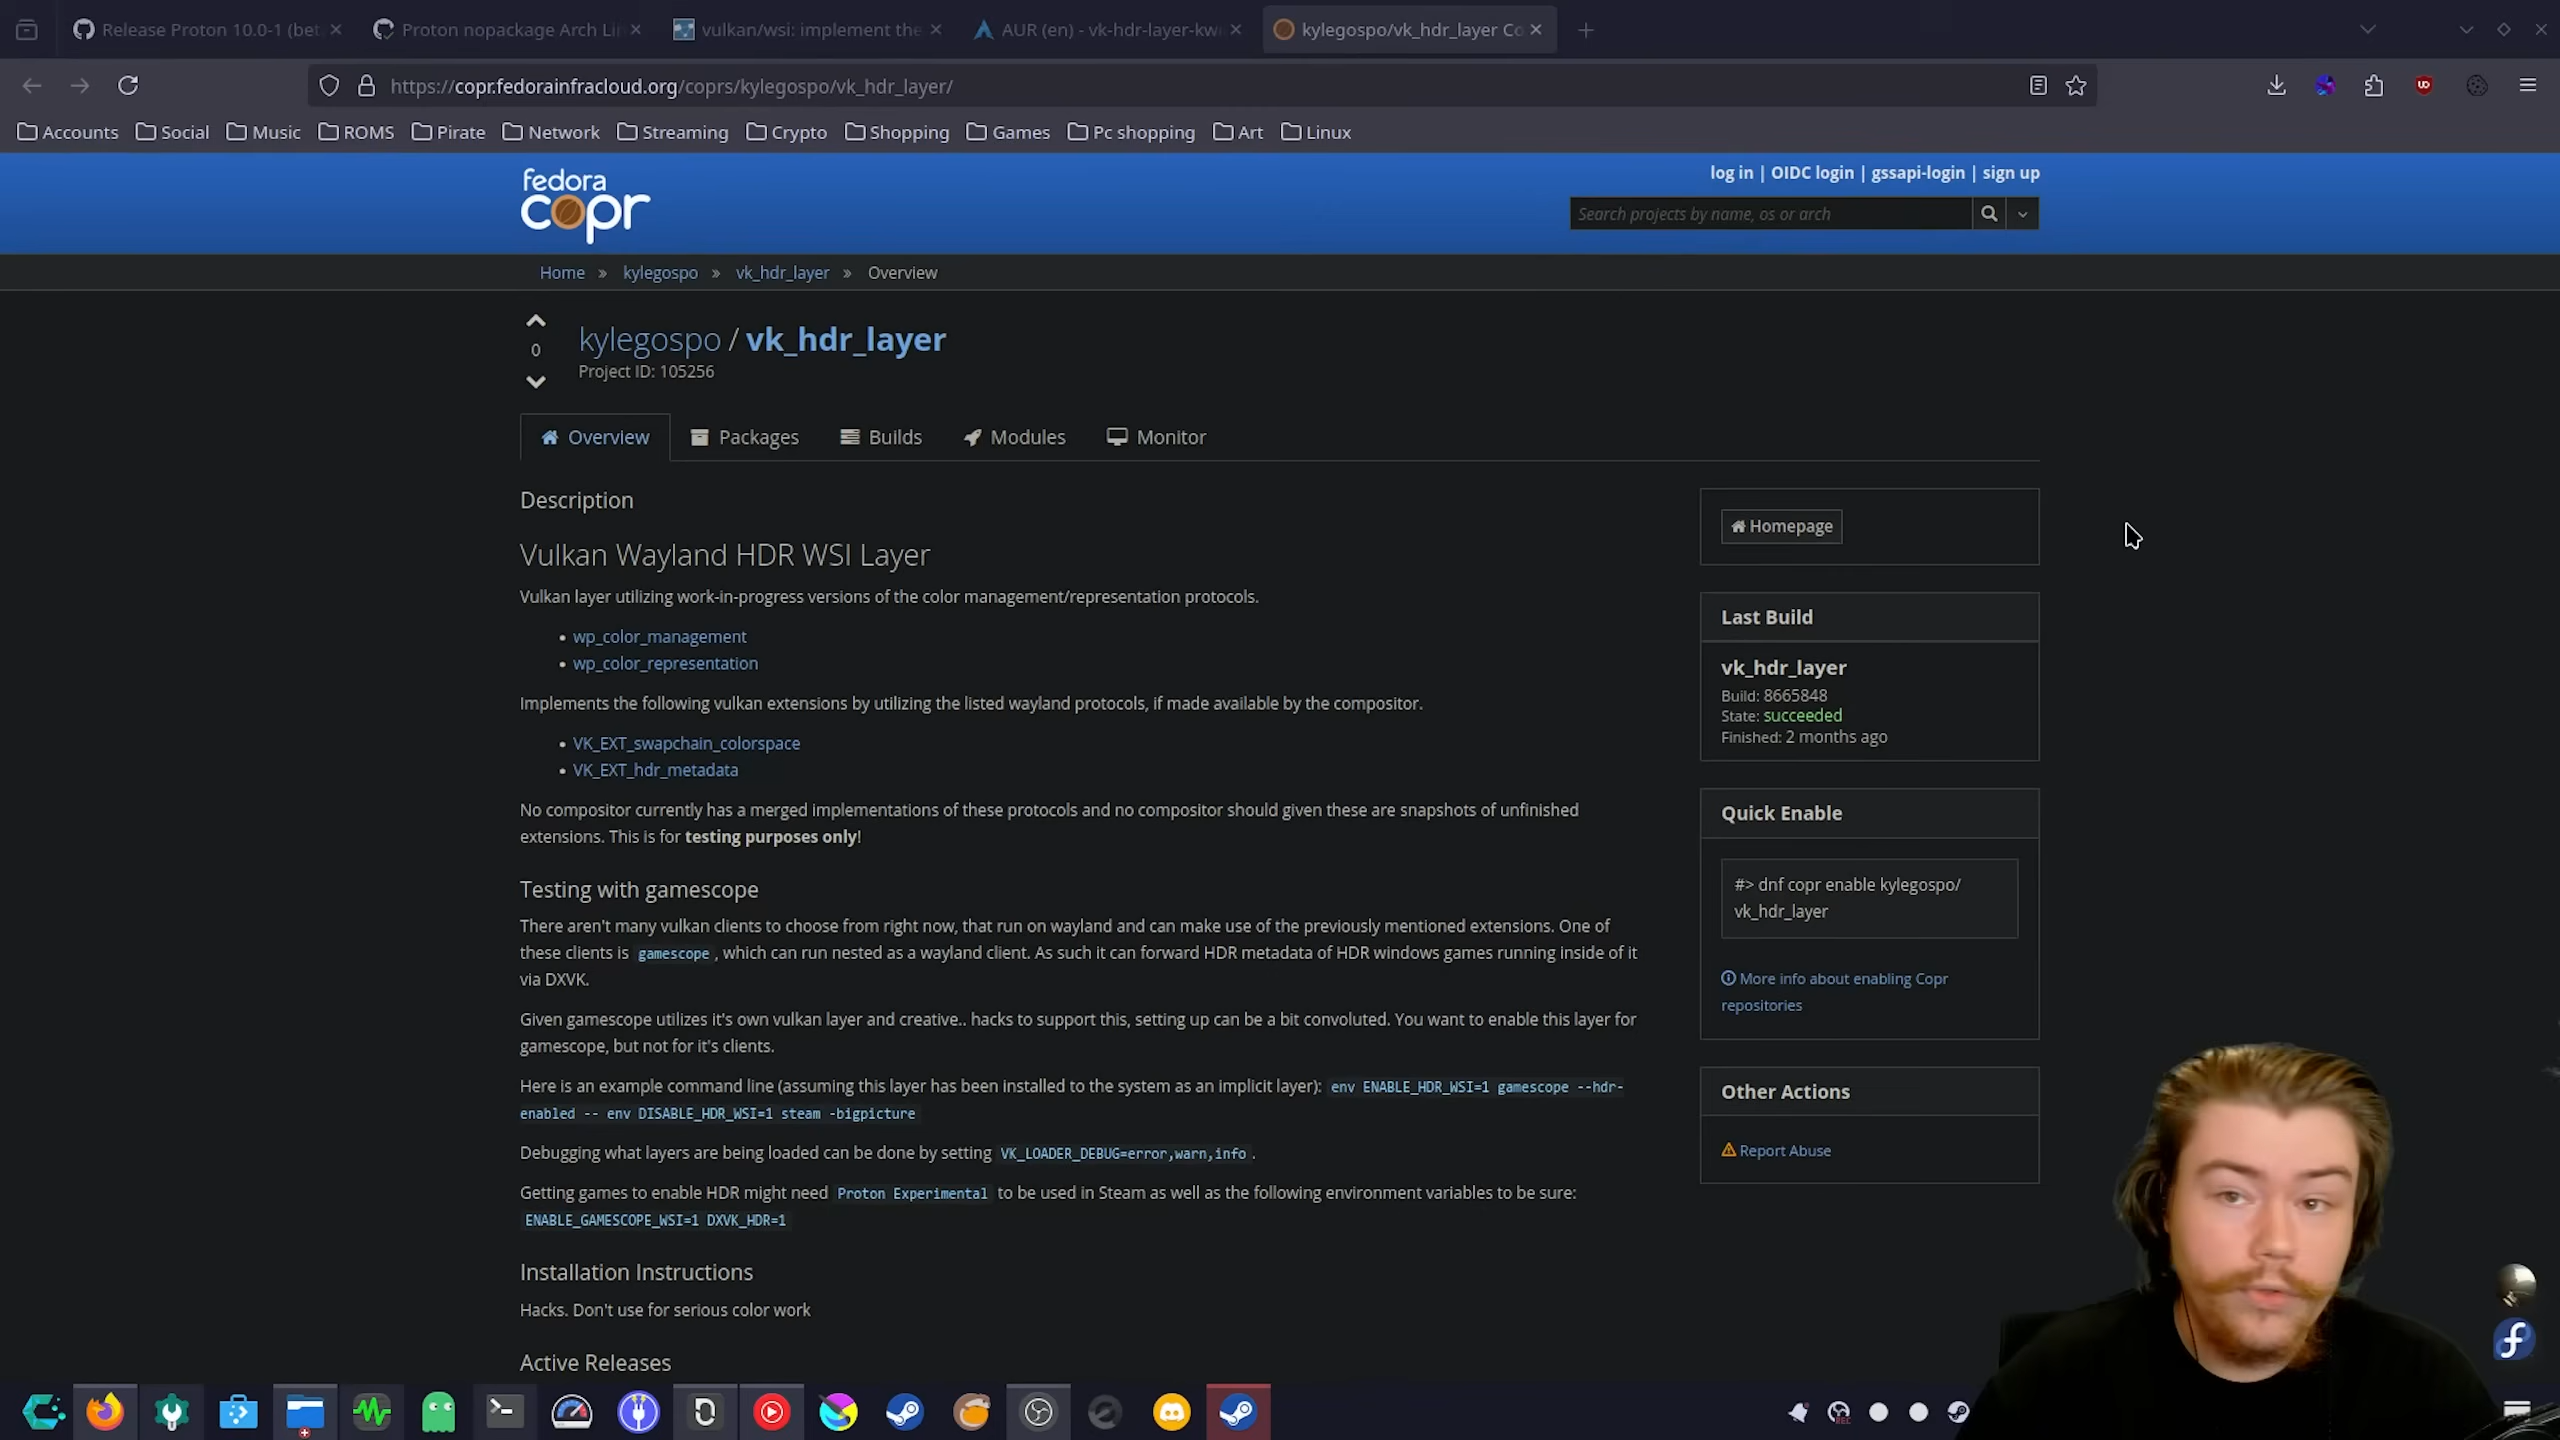 Release Proton 10.0-1 (bet
Proton nopackage Arch Lin
vulkan/wsi: implement the
AUR (en) - vk-hdr-layer-kwi
kylegospo/vk_hdr_layer Co
https://copr.fedorainfracloud.org/coprs/kylegospo/vk_hdr_layer/
Accounts
Social
Music
ROMS
Pirate
Network
Streaming
Crypto
Shopping
Games
Pc shopping
Art
Linux
fedora
copr
log in | OIDC login | gssapi-login | sign up
Search projects by name, os or arch
Home » kylegospo » vk_hdr_layer » Overview
0
kylegospo / vk_hdr_layer
Project ID: 105256
Overview
Packages
Builds
Modules
Monitor
Description
Vulkan Wayland HDR WSI Layer
Vulkan layer utilizing work-in-progress versions of the color management/representation protocols.
• wp_color_management
• wp_color_representation
Implements the following vulkan extensions by utilizing the listed wayland protocols, if made available by the compositor.
• VK_EXT_swapchain_colorspace
• VK_EXT_hdr_metadata
No compositor currently has a merged implementations of these protocols and no compositor should given these are snapshots of unfinished
extensions. This is for testing purposes only!
Testing with gamescope
There aren't many vulkan clients to choose from right now, that run on wayland and can make use of the previously mentioned extensions. One of
these clients is gamescope , which can run nested as a wayland client. As such it can forward HDR metadata of HDR windows games running inside of it
via DXVK.
Given gamescope utilizes it's own vulkan layer and creative.. hacks to support this, setting up can be a bit convoluted. You want to enable this layer for
gamescope, but not for it's clients.
Here is an example command line (assuming this layer has been installed to the system as an implicit layer): env ENABLE_HDR_WSI=1 gamescope --hdr-
enabled -- env DISABLE_HDR_WSI=1 steam -bigpicture
Debugging what layers are being loaded can be done by setting VK_LOADER_DEBUG=error,warn,info .
Getting games to enable HDR might need Proton Experimental to be used in Steam as well as the following environment variables to be sure:
ENABLE_GAMESCOPE_WSI=1 DXVK_HDR=1
Installation Instructions
Hacks. Don't use for serious color work
Active Releases
Homepage
Last Build
vk_hdr_layer
Build: 8665848
State: succeeded
Finished: 2 months ago
Quick Enable
#> dnf copr enable kylegospo/
vk_hdr_layer
More info about enabling Copr
repositories
Other Actions
Report Abuse
REC